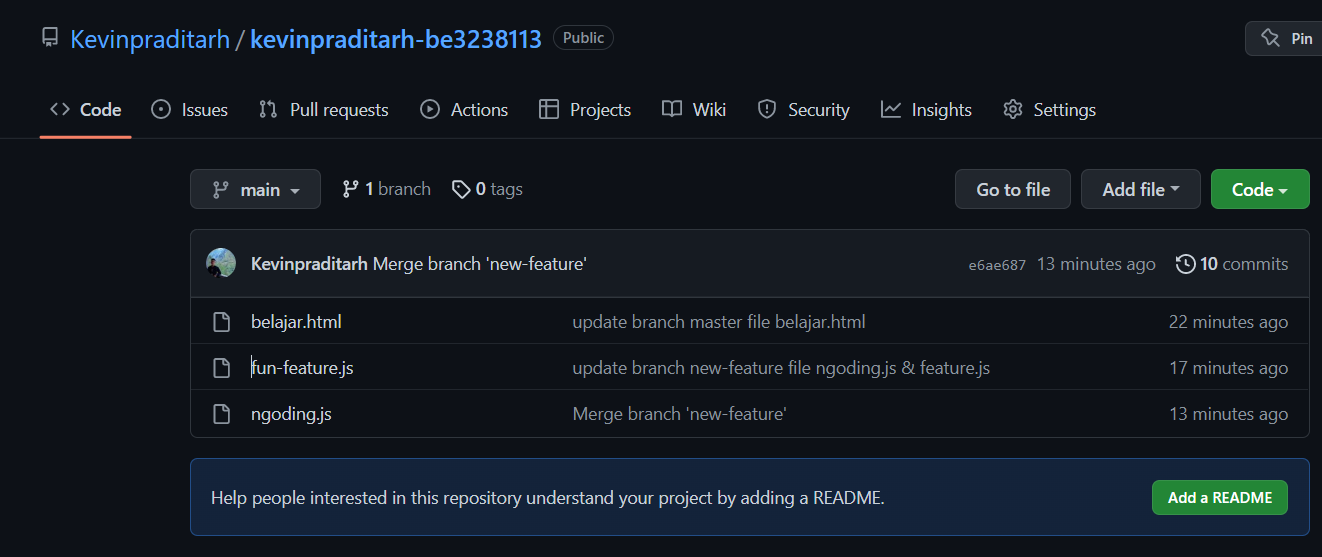 Kevinpraditarh / kevinpraditarh-be3238113 Public Pin
Code Issues Pull requests Actions Projects Wiki Security Insights Settings
main 1 branch 0 tags Go to file Add file Code
Kevinpraditarh Merge branch 'new-feature' e6ae687 13 minutes ago 10 commits
belajar.html update branch master file belajar.html 22 minutes ago
fun-feature.js update branch new-feature file ngoding.js & feature.js 17 minutes ago
ngoding.js Merge branch 'new-feature' 13 minutes ago
Help people interested in this repository understand your project by adding a README. Add a README